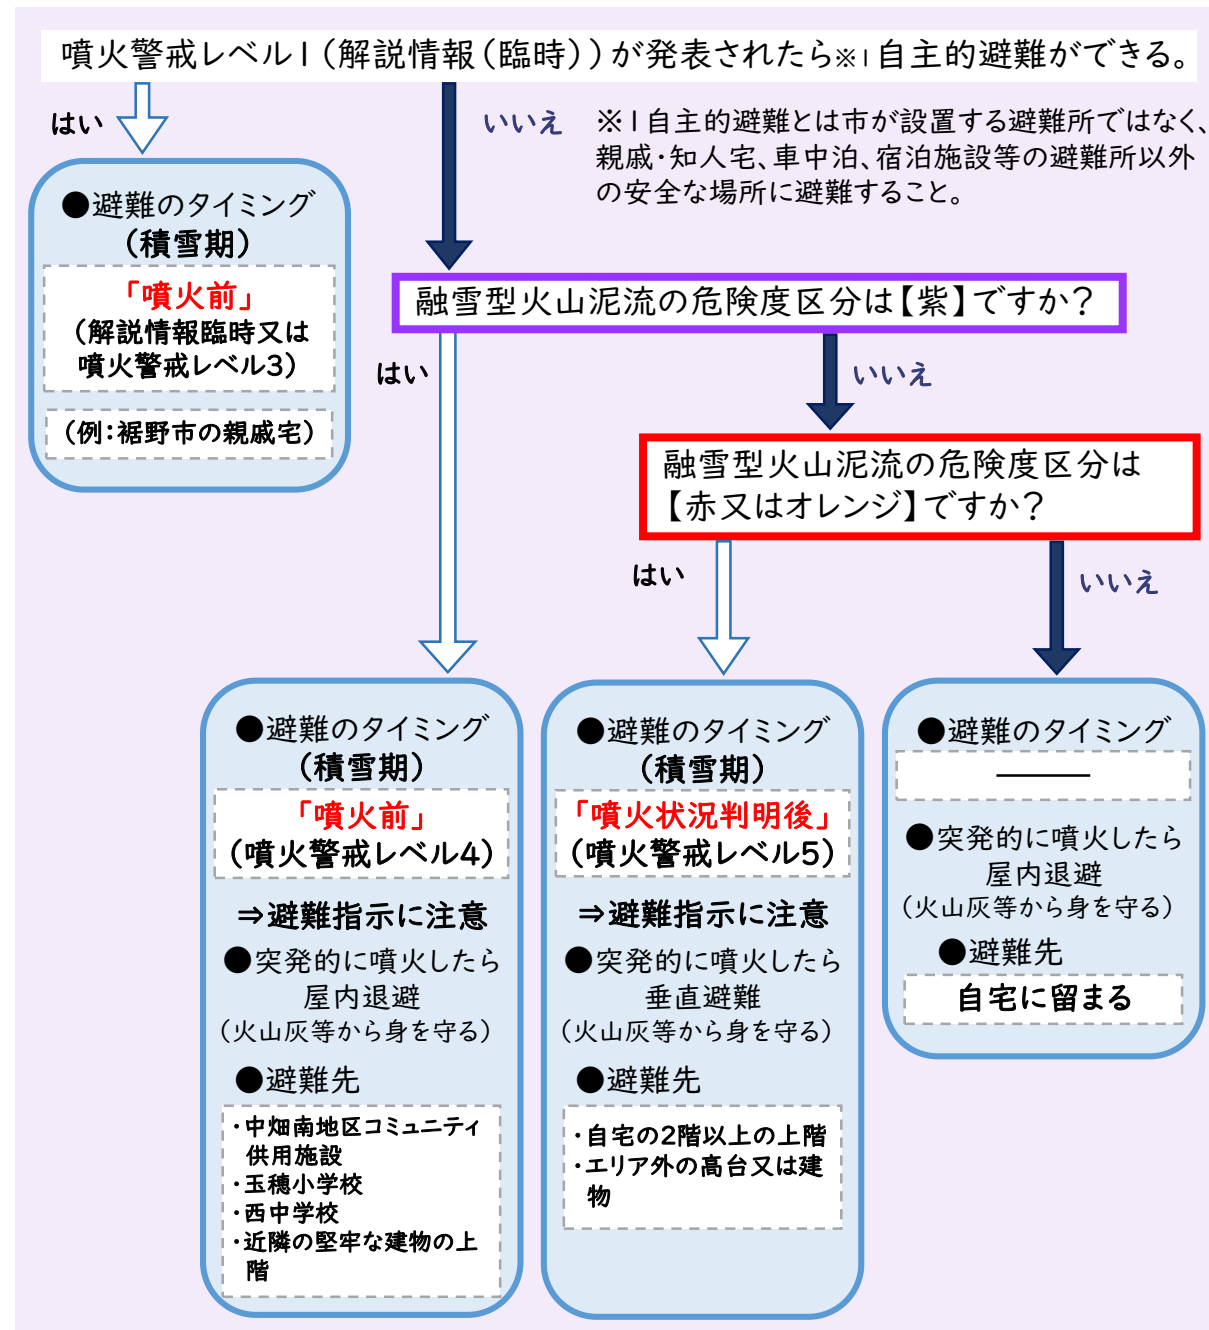 噴火警戒レベル1（解説情報（臨時））が発表されたら※1自主的避難ができる。
はい
いいえ
※1自主的避難とは市が設置する避難所ではなく、
親戚・知人宅、車中泊、宿泊施設等の避難所以外
の安全な場所に避難すること。
●避難のタイミング
（積雪期）
「噴火前」
（解説情報臨時又は
噴火警戒レベル3）
（例：裾野市の親戚宅）
融雪型火山泥流の危険度区分は【紫】ですか？
はい
いいえ
融雪型火山泥流の危険度区分は
【赤又はオレンジ】ですか？
はい
いいえ
●避難のタイミング
（積雪期）
「噴火前」
（噴火警戒レベル4）
⇒避難指示に注意
●突発的に噴火したら
屋内退避
（火山灰等から身を守る）
●避難先
・中畑南地区コミュニティ
供用施設
・玉穂小学校
・西中学校
・近隣の堅牢な建物の上
階
●避難のタイミング
（積雪期）
「噴火状況判明後」
（噴火警戒レベル5）
⇒避難指示に注意
●突発的に噴火したら
垂直避難
（火山灰等から身を守る）
●避難先
・自宅の2階以上の上階
・エリア外の高台又は建
物
●避難のタイミング
―――
●突発的に噴火したら
屋内退避
（火山灰等から身を守る）
●避難先
自宅に留まる